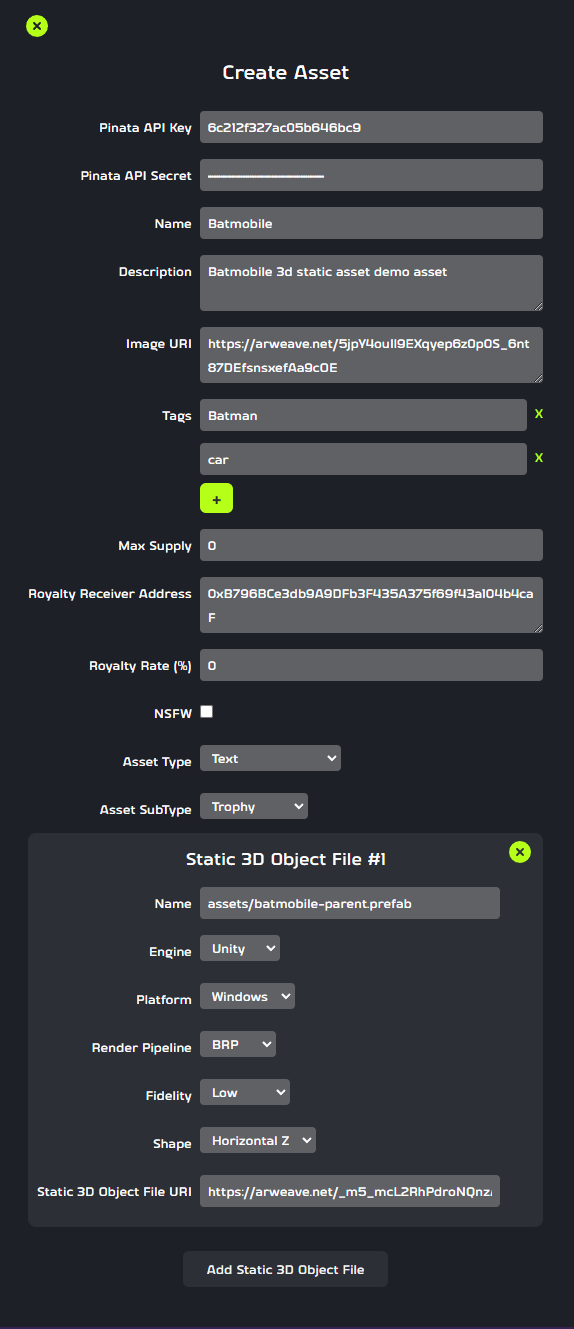 Create Asset
Pinata API Key 6c212f327ac05b646bc9
Pinata API Secret
Name Batmobile
Description Batmobile 3d static asset demo asset
Image URI https://arweave.net/5jpY4oull9EXqyep6z0p0S_6nt
87DEfsnsxefAa9c0E
Tags Batman X
car X
+
Max Supply 0
Royalty Receiver Address 0xB796BCe3db9A9DFb3F435A375f69f43a104b4ca
F
Royalty Rate (%) 0
NSFW
Asset Type Text
Asset SubType Trophy
Static 3D Object File #1
Name assets/batmobile-parent.prefab
Engine Unity
Platform Windows
Render Pipeline BRP
Fidelity Low
Shape Horizontal Z
Static 3D Object File URI https://arweave.net/_m5_mcL2RhPdroNQnz
Add Static 3D Object File